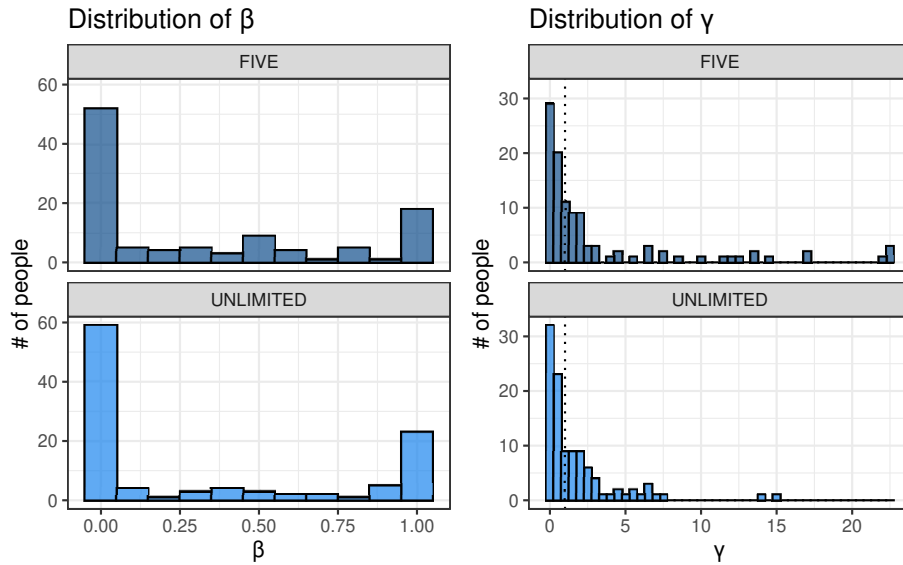 Distribution of β
FIVE
60
40
20
0
UNLIMITED
60
40
20
0
0.00 0.25 0.50 0.75 1.00
β
# of people
Distribution of γ
FIVE
30
20
10
0
UNLIMITED
30
20
10
0
0 5 10 15 20
γ
# of people